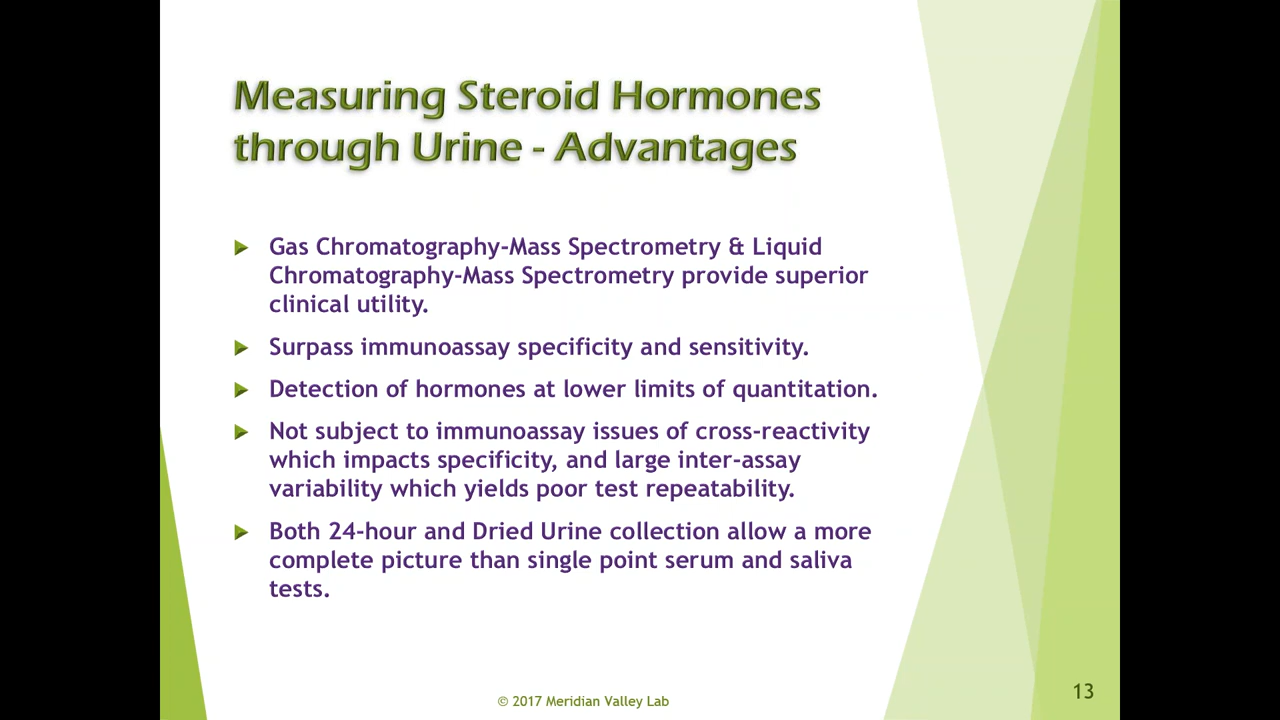 Measuring Steroid Hormones
through Urine - Advantages
Gas Chromatography-Mass Spectrometry & Liquid
Chromatography-Mass Spectrometry provide superior
clinical utility.
Surpass immunoassay specificity and sensitivity.
Detection of hormones at lower limits of quantitation.
Not subject to immunoassay issues of cross-reactivity
which impacts specificity, and large inter-assay
variability which yields poor test repeatability.
Both 24-hour and Dried Urine collection allow a more
complete picture than single point serum and saliva
tests.
© 2017 Meridian Valley Lab
13